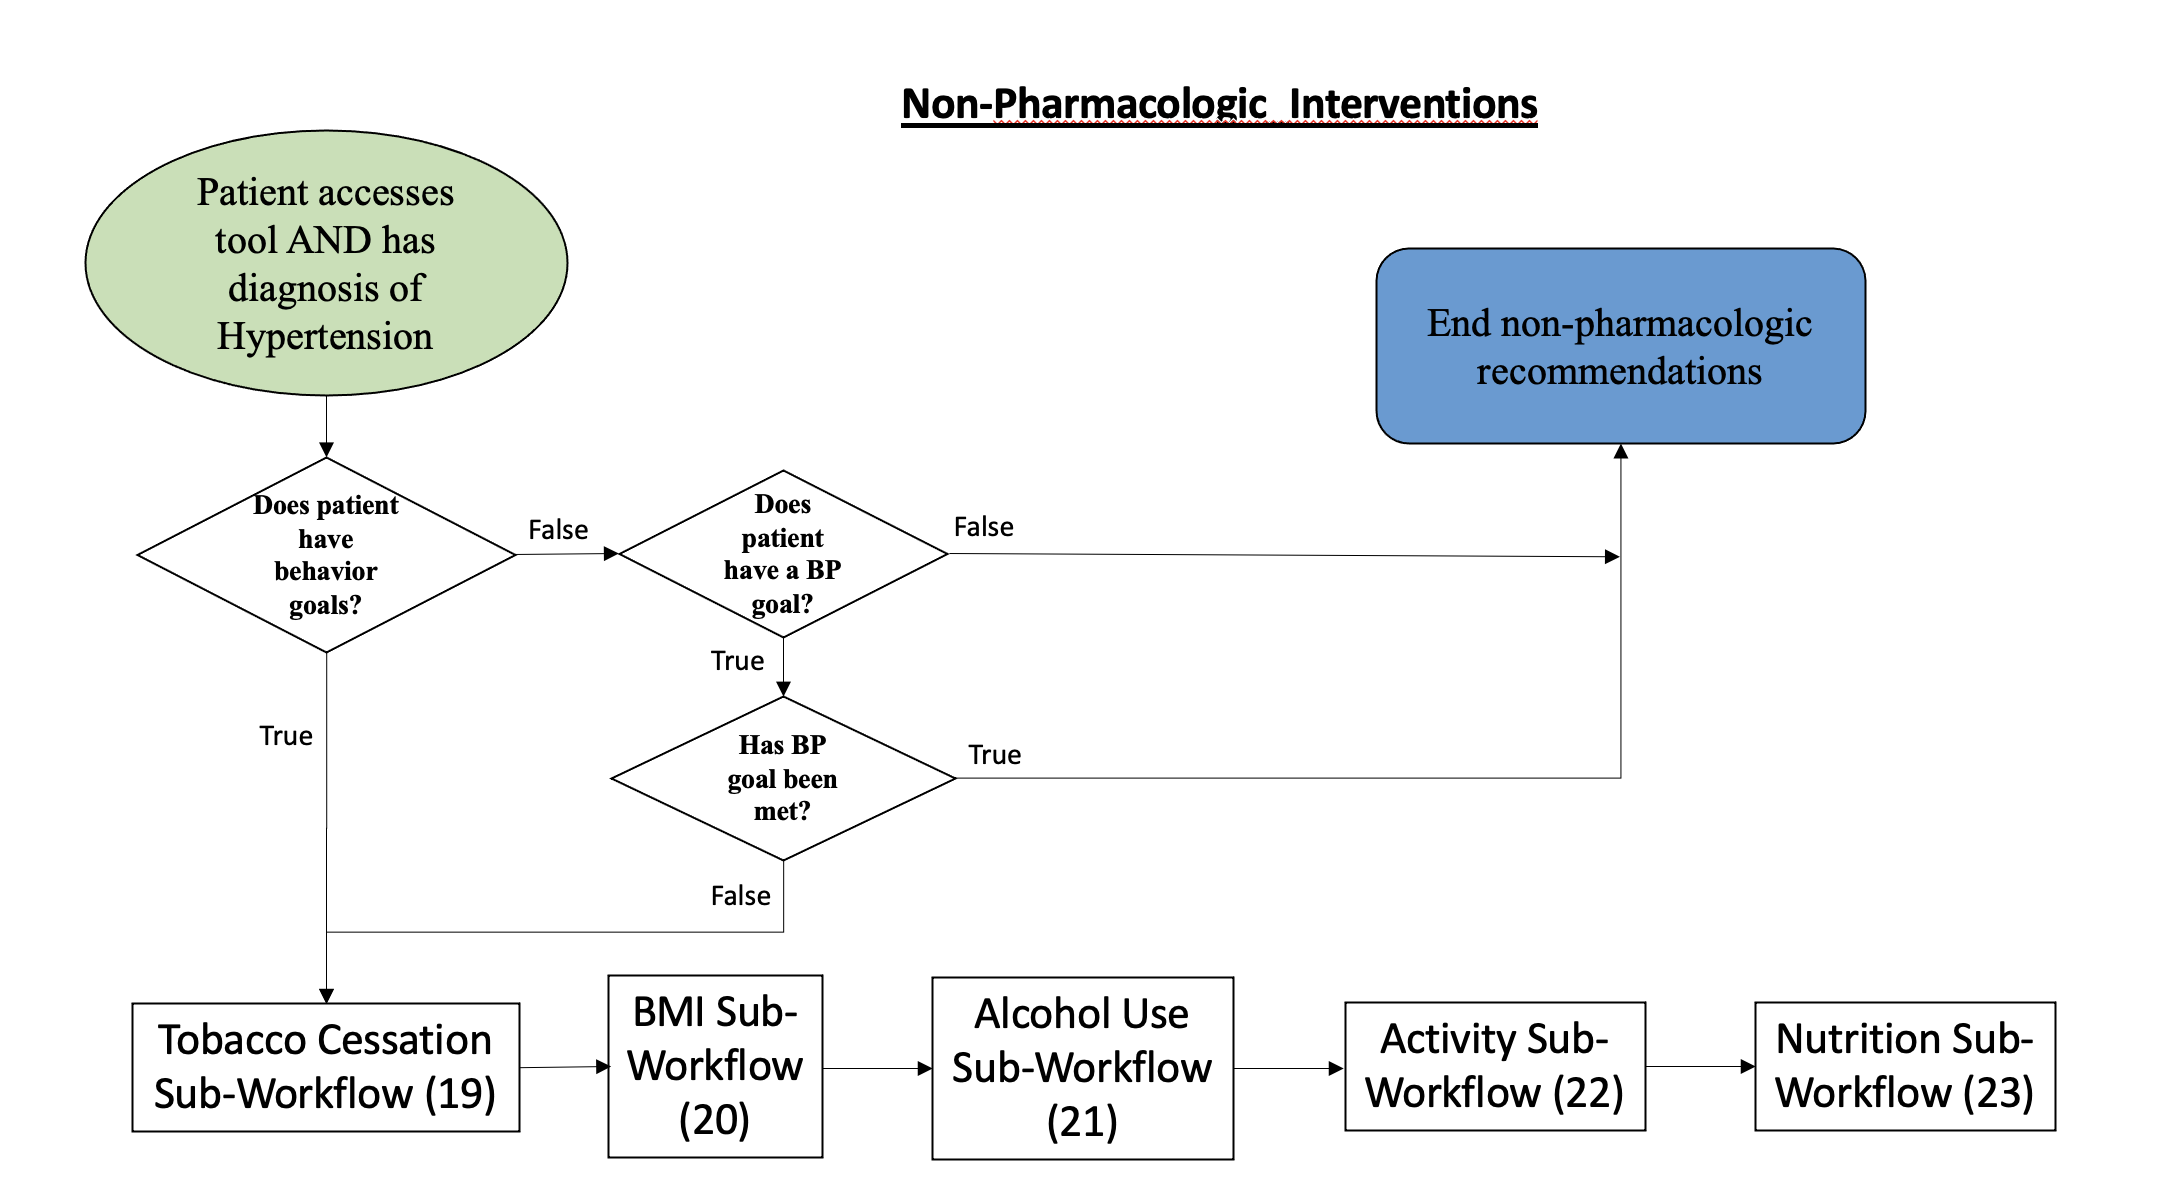 Non-Pharmacologic  Interventions
Patient accesses
tool AND has
diagnosis of
Hypertension
End non-pharmacologic
recommendations
Does patient
have
behavior
goals?
False
Does
patient
have a BP
goal?
False
True
True
Has BP
goal been
met?
True
False
Tobacco Cessation
Sub-Workflow (19)
BMI Sub-
Workflow
(20)
Alcohol Use
Sub-Workflow
(21)
Activity Sub-
Workflow (22)
Nutrition Sub-
Workflow (23)